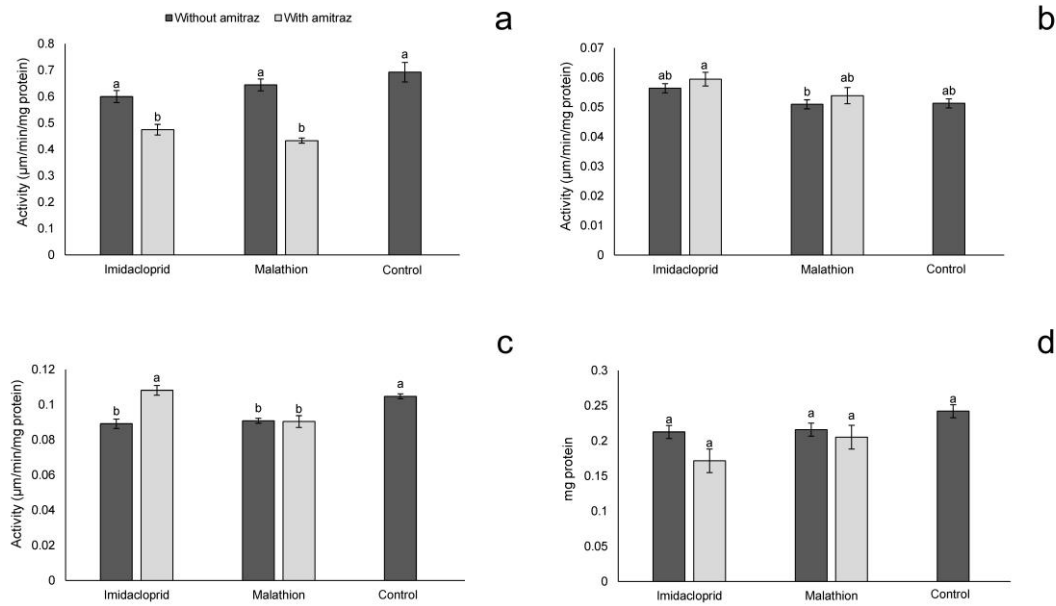 Without amitraz With amitraz
a
0.8
0.7
0.6
0.5
0.4
0.3
0.2
0.1
0
Activity (µm/min/mg protein)
a
b
a
b
a
Imidacloprid Malathion Control
b
0.07
0.06
0.05
0.04
0.03
0.02
0.01
0
Activity (µm/min/mg protein)
ab
a
b
ab
ab
Imidacloprid Malathion Control
c
0.12
0.1
0.08
0.06
0.04
0.02
0
Activity (µm/min/mg protein)
b
a
b
b
a
Imidacloprid Malathion Control
d
0.3
0.25
0.2
0.15
0.1
0.05
0
mg protein
a
a
a
a
a
Imidacloprid Malathion Control